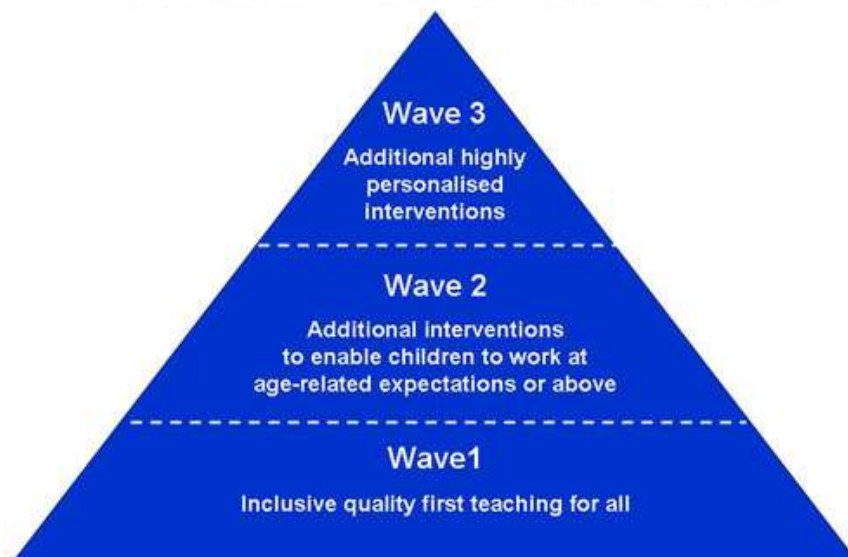 Wave 3
Additional highly
personalised
interventions
Wave 2
Additional interventions
to enable children to work at
age-related expectations or above
Wave1
Inclusive quality first teaching for all